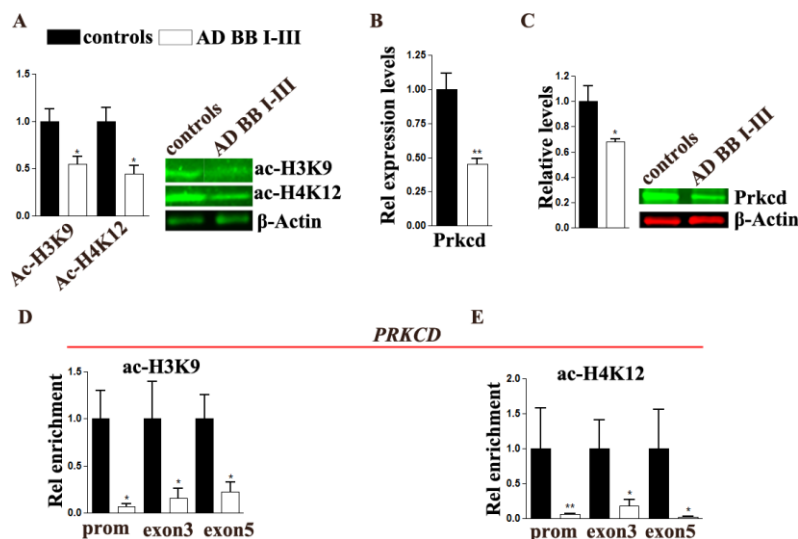 A
B
C
controls AD BB I-III
1.5
1.0
0.5
0.0
Ac-H3K9
Ac-H4K12
controls
AD BB I-III
ac-H3K9
ac-H4K12
β-Actin
Rel expression levels
1.25
1.00
0.75
0.50
0.25
0.00
**
Prkcd
Relative levels
1.2
1.0
0.8
0.6
0.4
0.2
0.0
*
controls
AD BB I-III
Prkcd
β-Actin
D
E
PRKCD
ac-H3K9
Rel enrichment
1.5
1.0
0.5
0.0
* * *
prom exon3 exon5
ac-H4K12
Rel enrichment
2.0
1.5
1.0
0.5
0.0
** * *
prom exon3 exon5